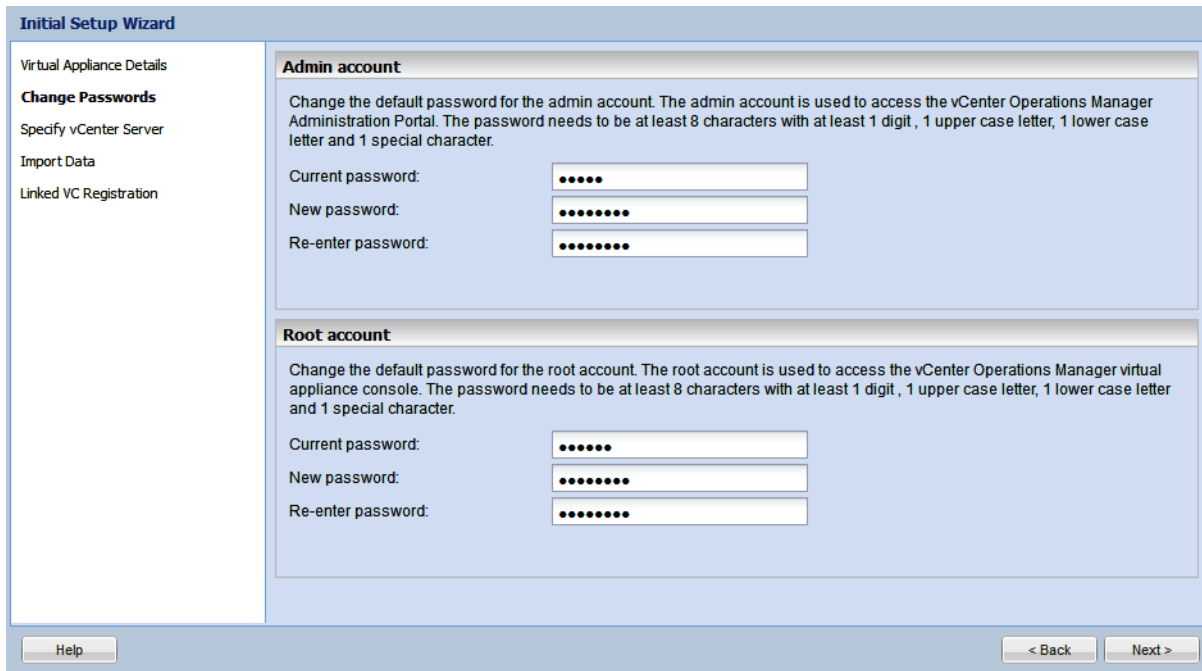 Initial Setup Wizard
Virtual Appliance Details
Change Passwords
Specify vCenter Server
Import Data
Linked VC Registration
Admin account
Change the default password for the admin account. The admin account is used to access the vCenter Operations Manager
Administration Portal. The password needs to be at least 8 characters with at least 1 digit , 1 upper case letter, 1 lower case
letter and 1 special character.
Current password: •••••
New password: ••••••••
Re-enter password: ••••••••
Root account
Change the default password for the root account. The root account is used to access the vCenter Operations Manager virtual
appliance console. The password needs to be at least 8 characters with at least 1 digit , 1 upper case letter, 1 lower case letter
and 1 special character.
Current password: ••••••
New password: ••••••••
Re-enter password: ••••••••
Help
< Back
Next >